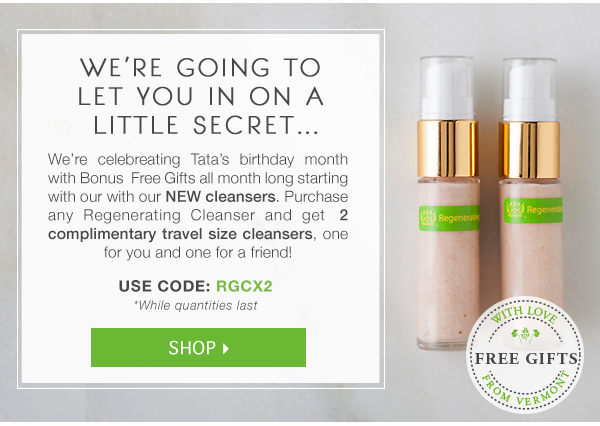 WE'RE GOING TO
LET YOU IN ON A
LITTLE SECRET...
We're celebreating Tata's birthday month
with Bonus Free Gifts all month long starting
with our with our NEW cleansers. Purchase
any Regenerating Cleanser and get 2
complimentary travel size cleansers, one
for you and one for a friend!
USE CODE: RGCX2
*While quantities last
SHOP
Regenerating
Regenerating
WITH LOVE
FREE GIFTS
FROM VERMONT